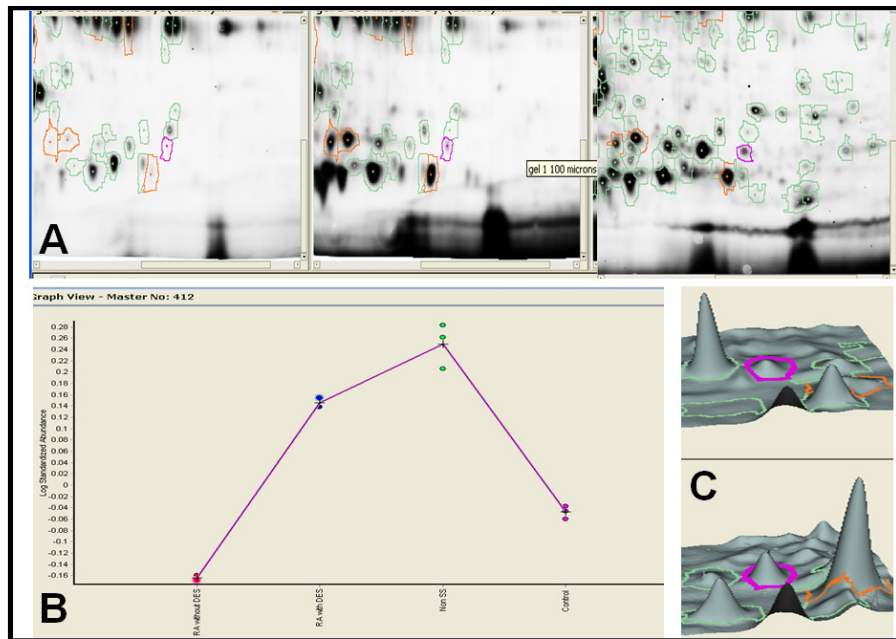 gel 1 100 microns
A
Graph View - Master No: 412
Log Standardized Abundance
0.28
0.26
0.24
0.22
0.2
0.18
0.16
0.14
0.12
0.1
0.08
0.06
0.04
0.02
0
-0.02
-0.04
-0.06
-0.08
-0.1
-0.12
-0.14
-0.16
RA without DES
RA with DES
Non SS
Control
B
C